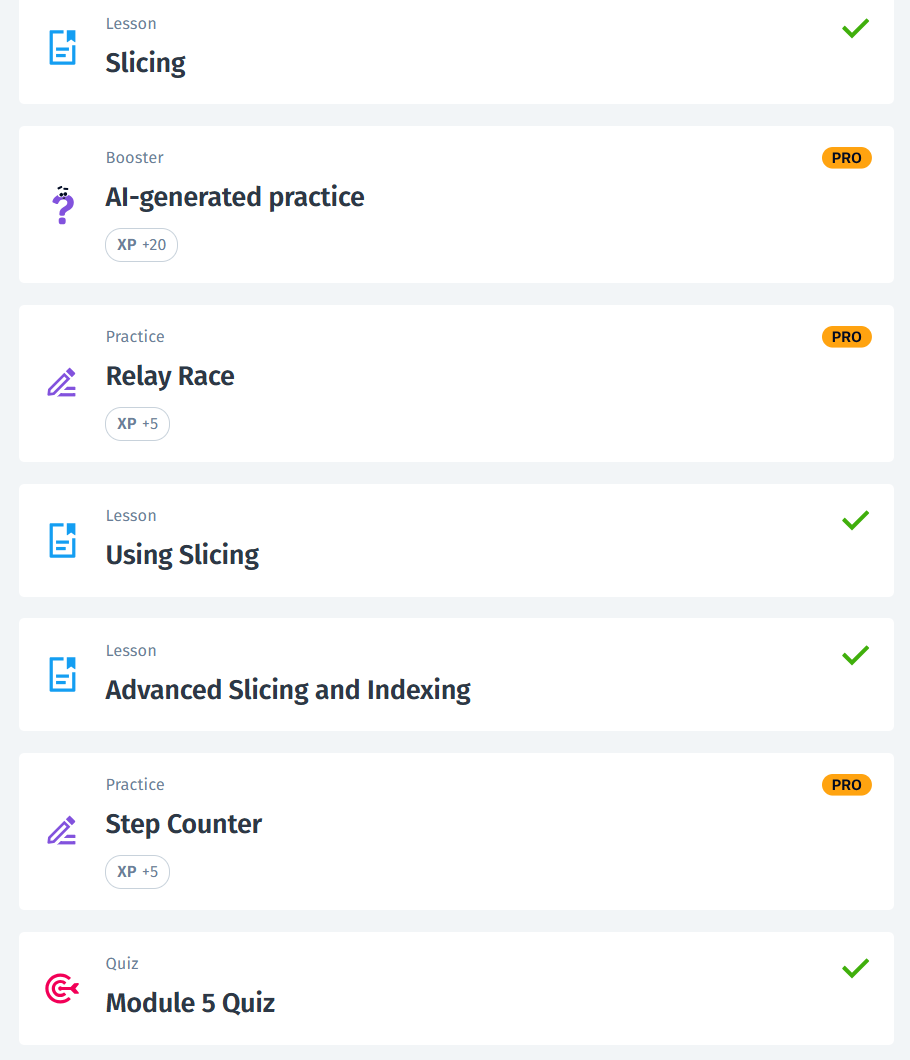 Lesson
Slicing
Booster
PRO
AI-generated practice
XP +20
Practice
PRO
Relay Race
XP +5
Lesson
Using Slicing
Lesson
Advanced Slicing and Indexing
Practice
PRO
Step Counter
XP +5
Quiz
Module 5 Quiz